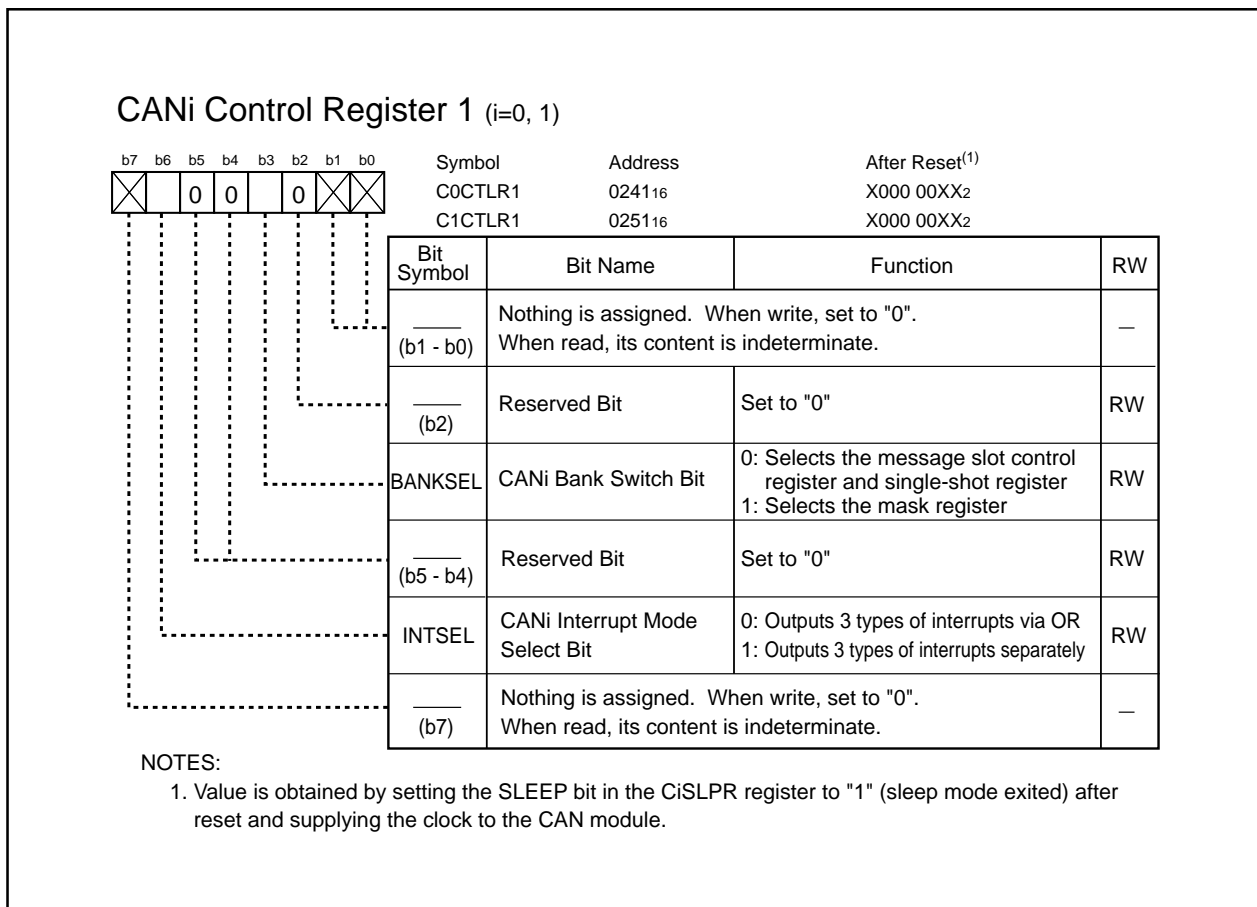 CANi Control Register 1 (i=0, 1)
b7 b6 b5 b4 b3 b2 b1 b0
0 0 0
Symbol Address After Reset(1)
C0CTLR1 024116 X000 00XX2
C1CTLR1 025116 X000 00XX2
Bit Symbol Bit Name Function RW
(b1 - b0) Nothing is assigned. When write, set to "0". –
When read, its content is indeterminate.
(b2) Reserved Bit Set to "0" RW
BANKSEL CANi Bank Switch Bit 0: Selects the message slot control
register and single-shot register
1: Selects the mask register RW
(b5 - b4) Reserved Bit Set to "0" RW
INTSEL CANi Interrupt Mode
Select Bit 0: Outputs 3 types of interrupts via OR
1: Outputs 3 types of interrupts separately RW
(b7) Nothing is assigned. When write, set to "0". –
When read, its content is indeterminate.
NOTES:
1. Value is obtained by setting the SLEEP bit in the CiSLPR register to "1" (sleep mode exited) after
reset and supplying the clock to the CAN module.